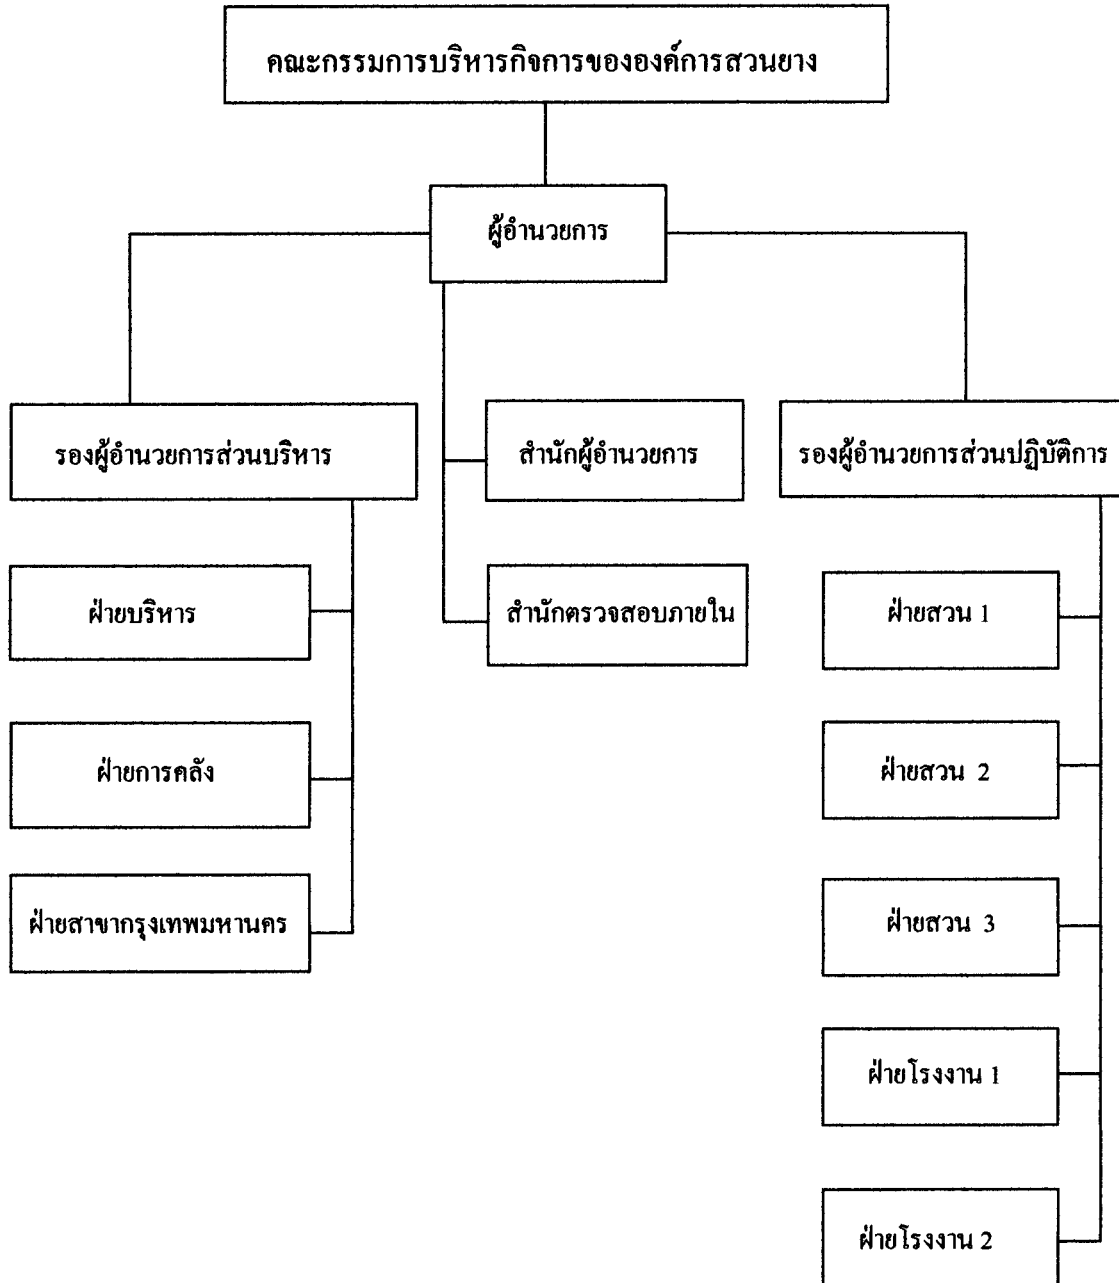 คณะกรรมการบริหารกิจการขององค์การสวนยาง
ผู้อำนวยการ
รองผู้อำนวยการส่วนบริหาร
สำนักผู้อำนวยการ
รองผู้อำนวยการส่วนปฏิบัติการ
ฝ่ายบริหาร
สำนักตรวจสอบภายใน
ฝ่ายสวน 1
ฝ่ายการคลัง
ฝ่ายสวน 2
ฝ่ายสาขากรุงเทพมหานคร
ฝ่ายสวน 3
ฝ่ายโรงงาน 1
ฝ่ายโรงงาน 2